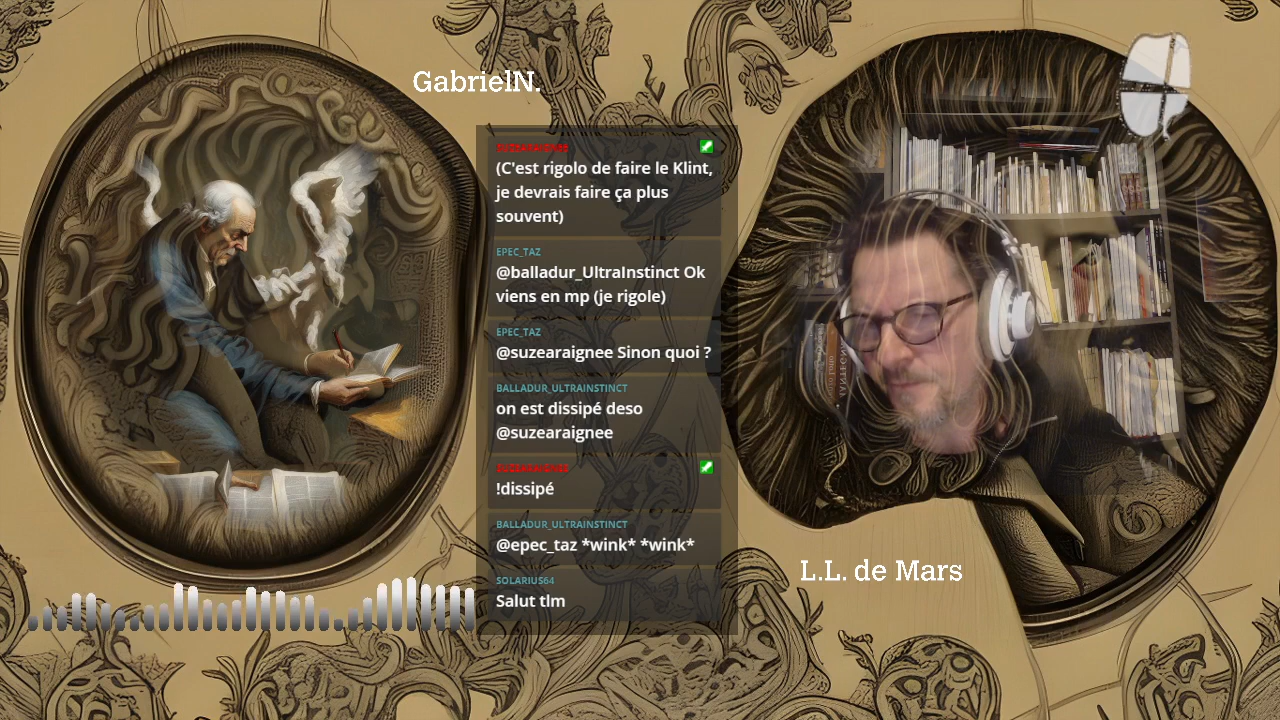 GabrielN.
SUZEARAIGNEE
(C'est rigolo de faire le Klint,
je devrais faire ça plus
souvent)
EPEC_TAZ
@balladur_UltraInstinct Ok
viens en mp (je rigole)
EPEC_TAZ
@suzearaignee Sinon quoi ?
BALLADUR_ULTRAINSTINCT
on est dissipé deso
@suzearaignee
SUZEARAIGNEE
!dissipé
BALLADUR_ULTRAINSTINCT
@epec_taz *wink* *wink*
SOLARIUS64
Salut tlm
L.L. de Mars